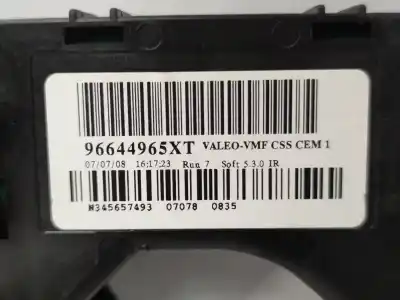 96644965XT VALEO-VMF CSS CEM 1
07/07/08 16:17:23 Run 7 Soft 5.3.0 IR
N345657493 07078 0835